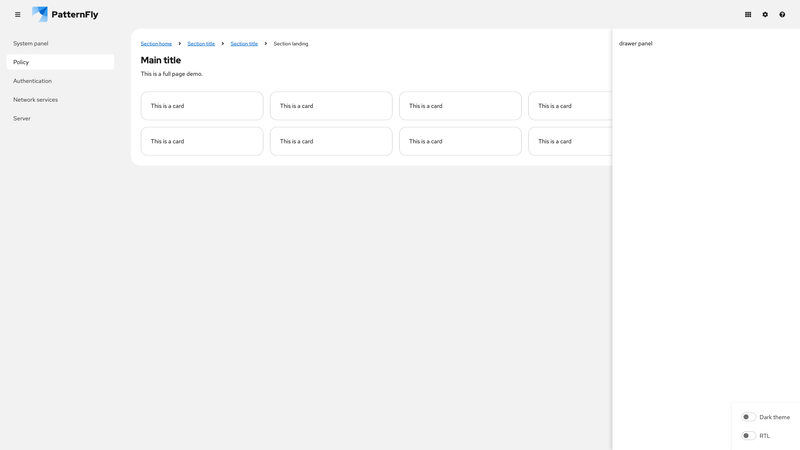 PatternFly
System panel
Policy
Authentication
Network services
Server
Section home
Section title
Section title
Section landing
Main title
This is a full page demo.
This is a card
This is a card
This is a card
This is a card
This is a card
This is a card
This is a card
This is a card
drawer panel
Dark theme
RTL